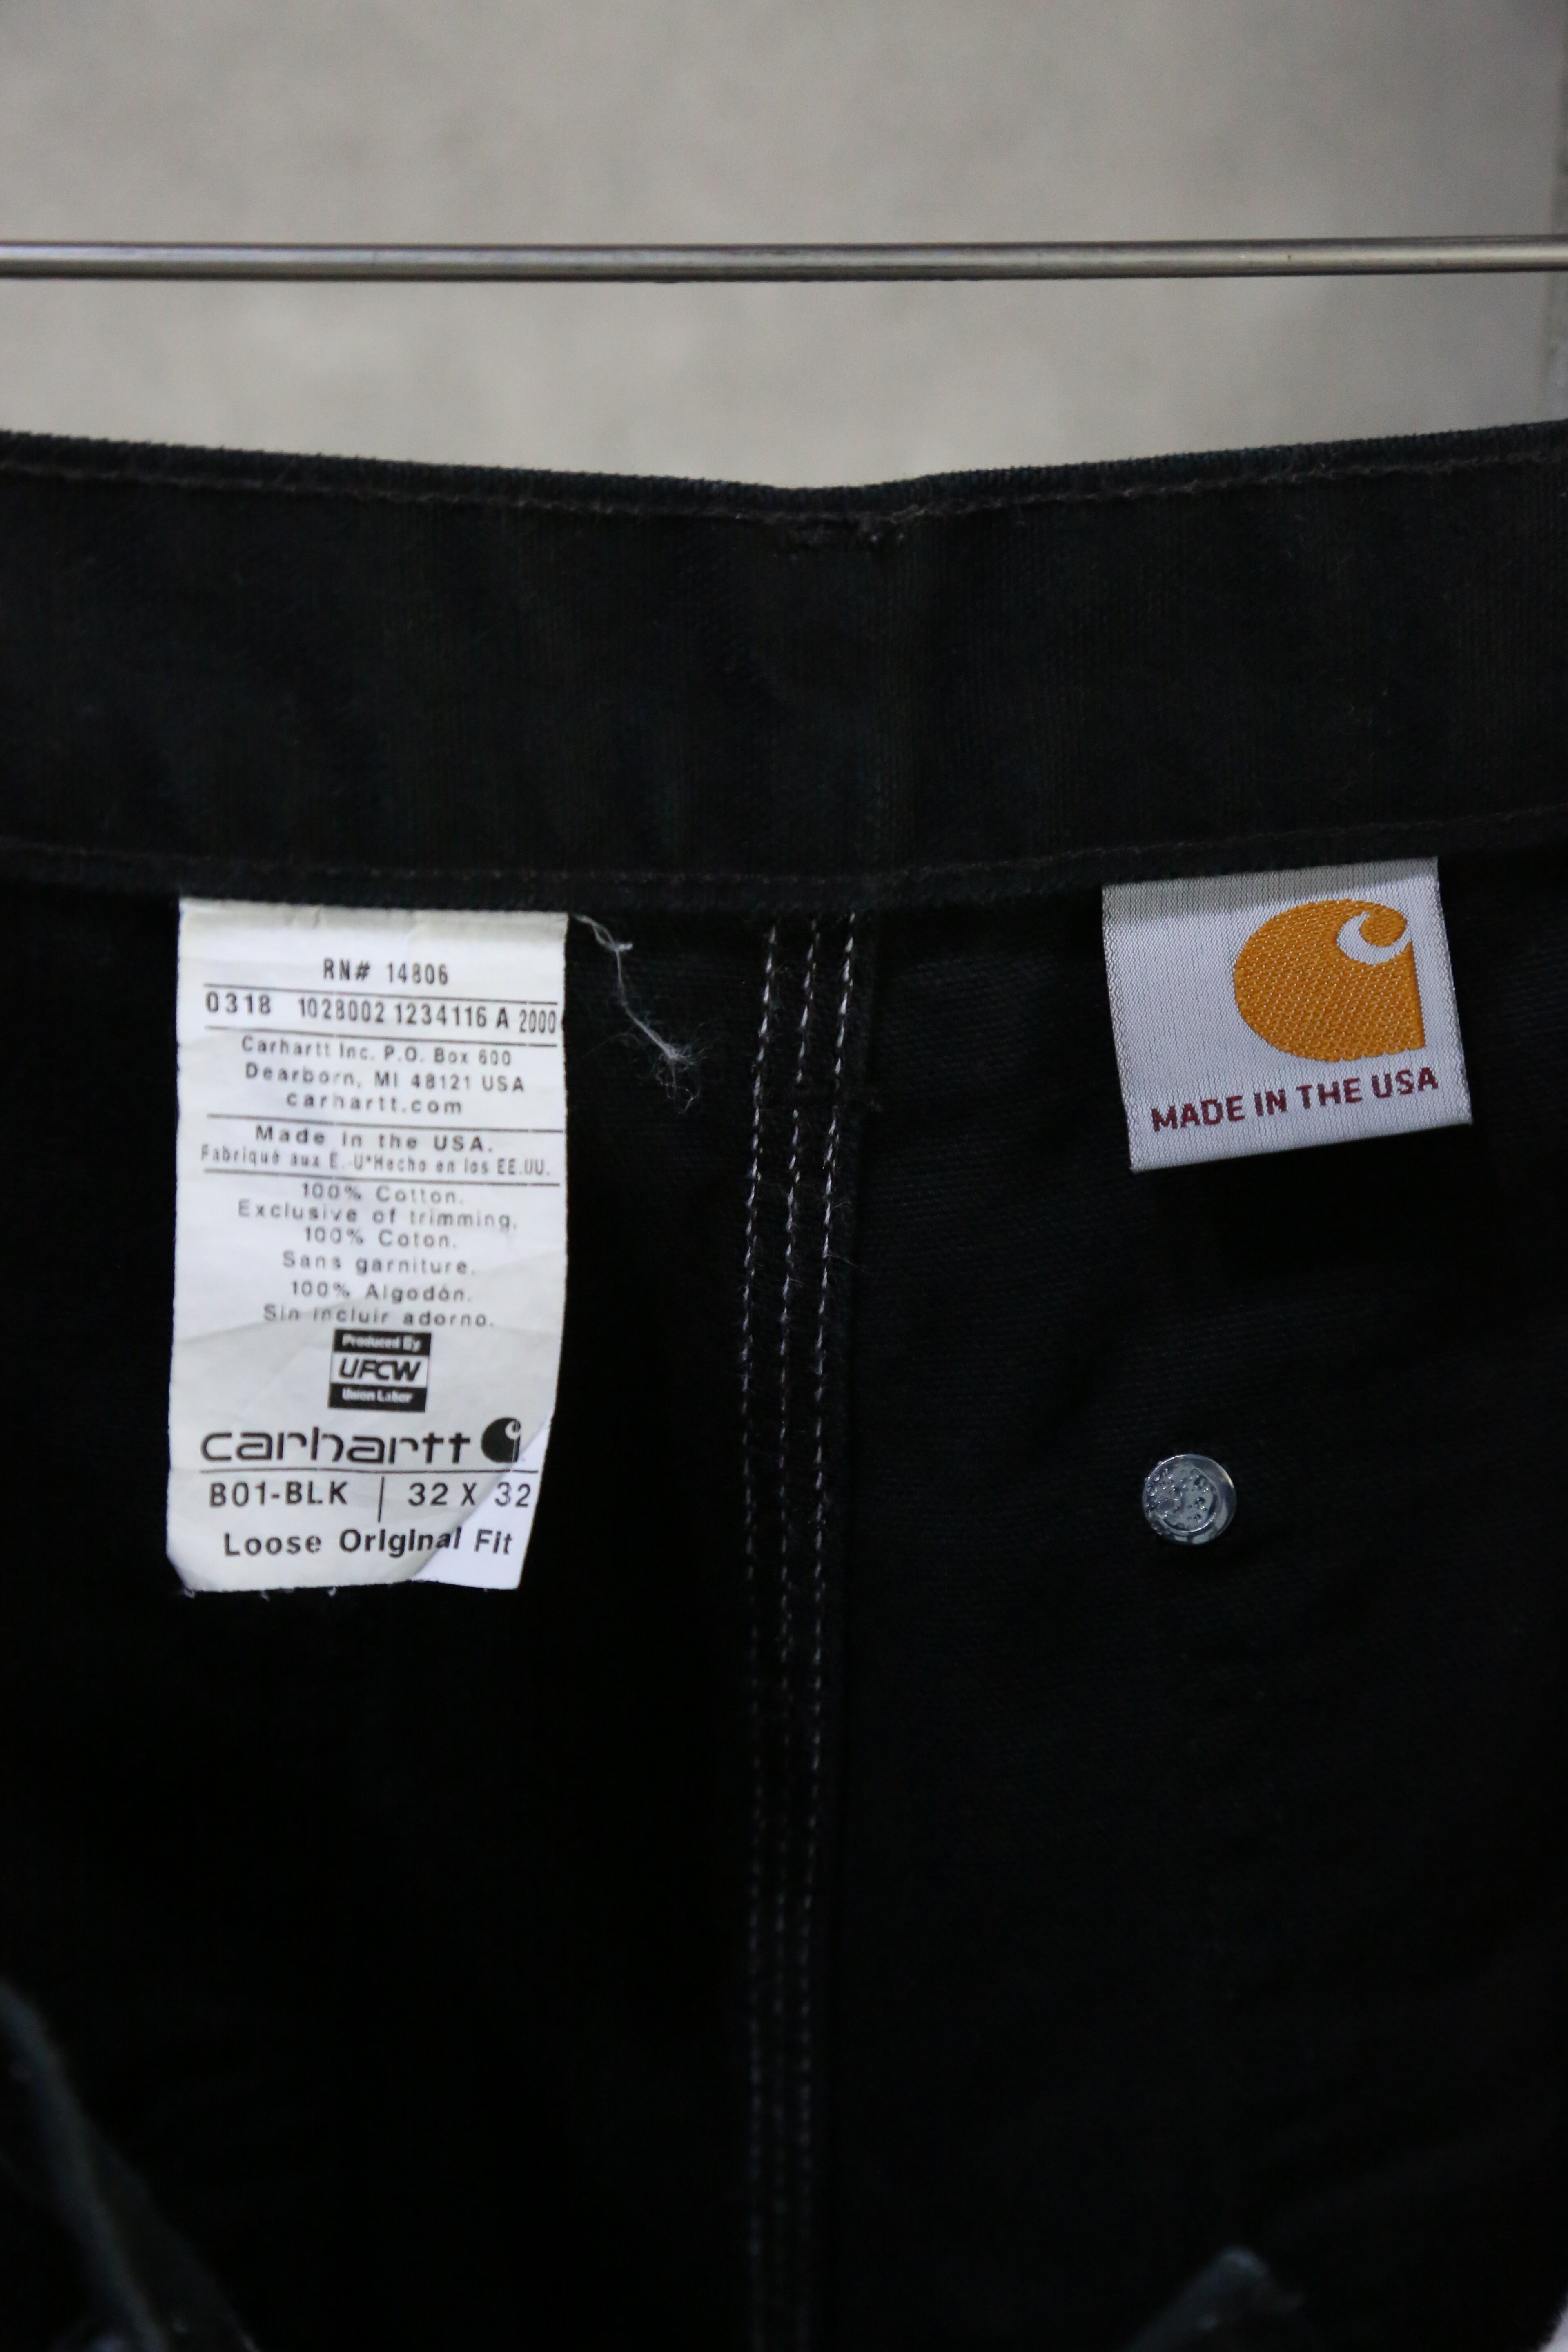 RN# 14806
0318 1028002 1234116 A 2000
Carhartt Inc. P.O. Box 600
Dearborn, MI 48121 USA
carhartt.com
Made in the USA.
Fabriqué aux E.-U*Hecho en los EE.UU.
100% Cotton.
Exclusive of trimming.
100% Coton.
Sans garniture.
100% Algodón.
Sin incluir adorno.
Produced By
UFCW
Union Labor
carhartt
B01-BLK | 32 X 32
Loose Original Fit
MADE IN THE USA